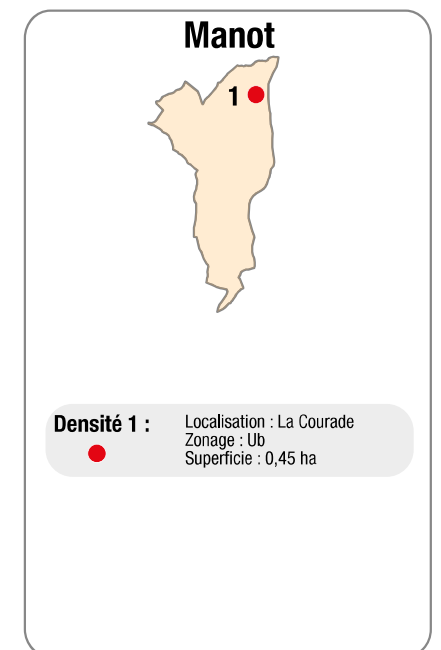 Manot
1
Densité 1 :
Localisation : La Courade
Zonage : Ub
Superficie : 0,45 ha